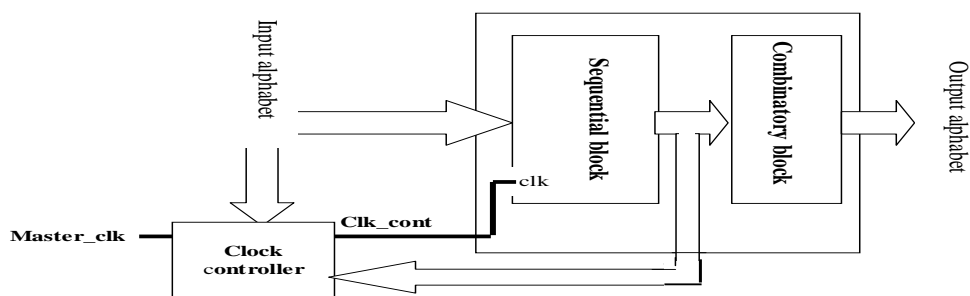 Input alphabet
Sequential block
Combinatory block
Output alphabet
clk
Clk_cont
Master_clk
Clock
controller